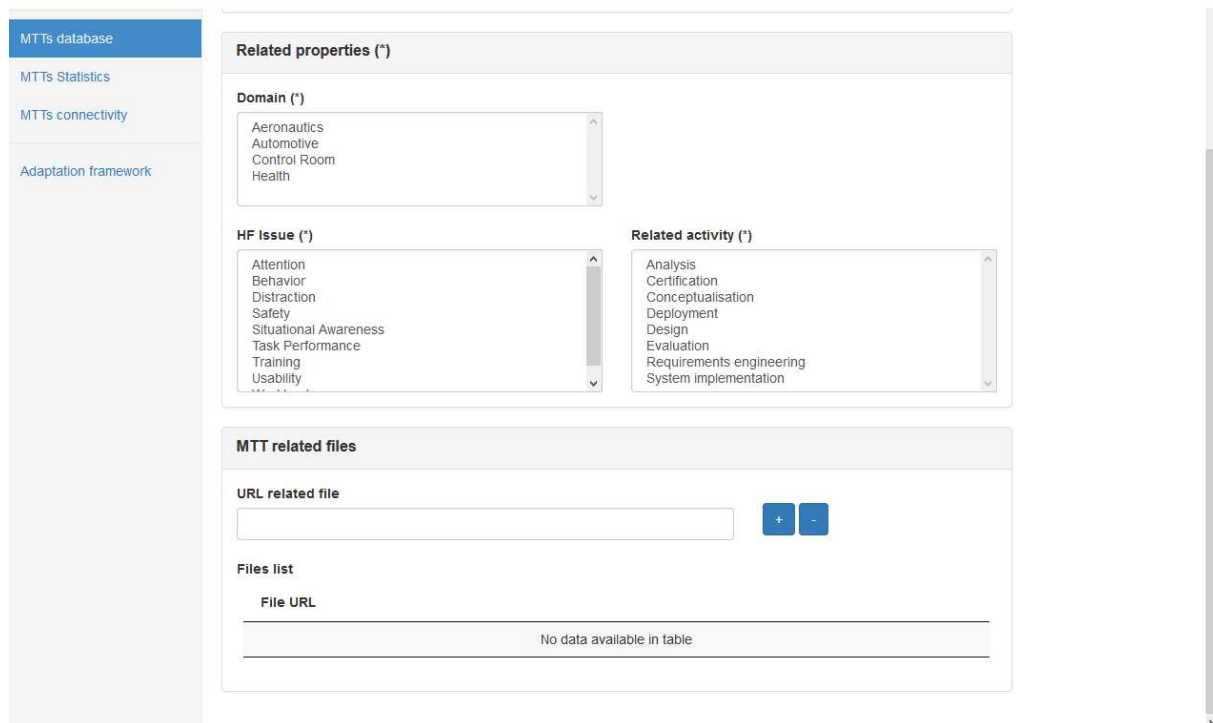 MTTs database
MTTs Statistics
MTTs connectivity
Adaptation framework
Related properties (*)
Domain (*)
Aeronautics
Automotive
Control Room
Health
HF Issue (*)
Attention
Behavior
Distraction
Safety
Situational Awareness
Task Performance
Training
Usability
Related activity (*)
Analysis
Certification
Conceptualisation
Deployment
Design
Evaluation
Requirements engineering
System implementation
MTT related files
URL related file
+ -
Files list
File URL
No data available in table